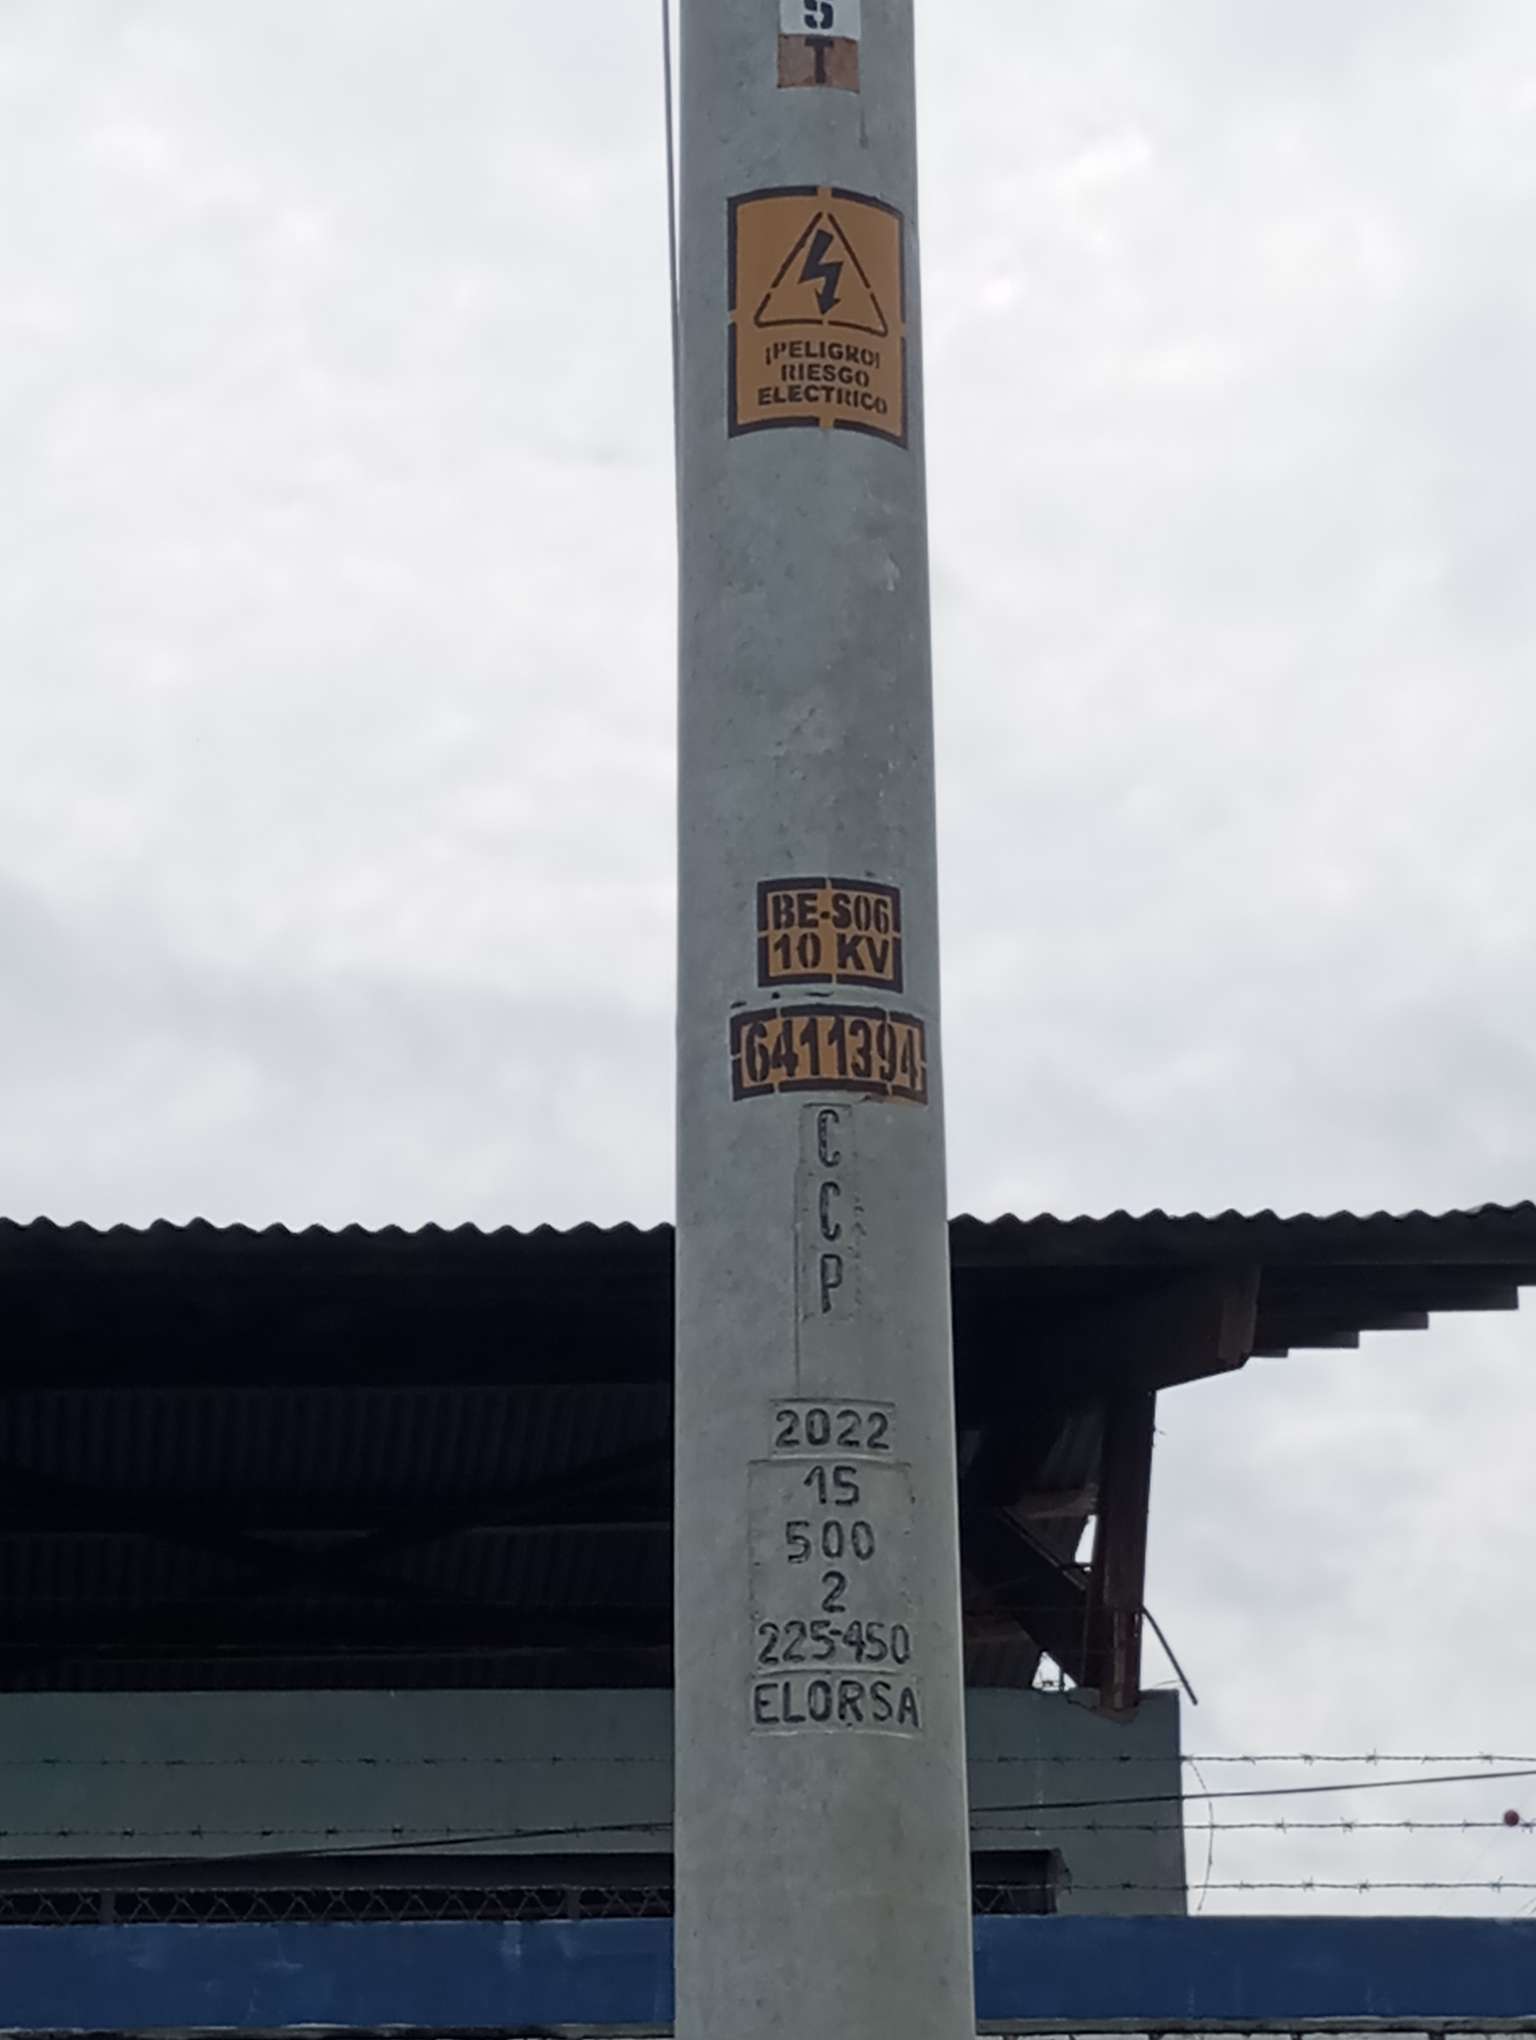 S
T
¡PELIGRO!
RIESGO
ELECTRICO
BE-S06
10 KV
6411394
C
C
P
2022
15
500
2
225-450
ELORSA